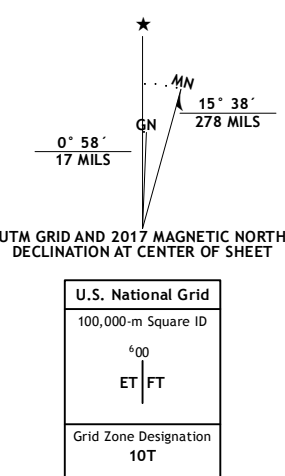 ★
MN
GN
15° 38´
278 MILS
0° 58´
17 MILS
UTM GRID AND 2017 MAGNETIC NORTH
DECLINATION AT CENTER OF SHEET
U.S. National Grid
100,000-m Square ID
⁶00
ET FT
Grid Zone Designation
10T